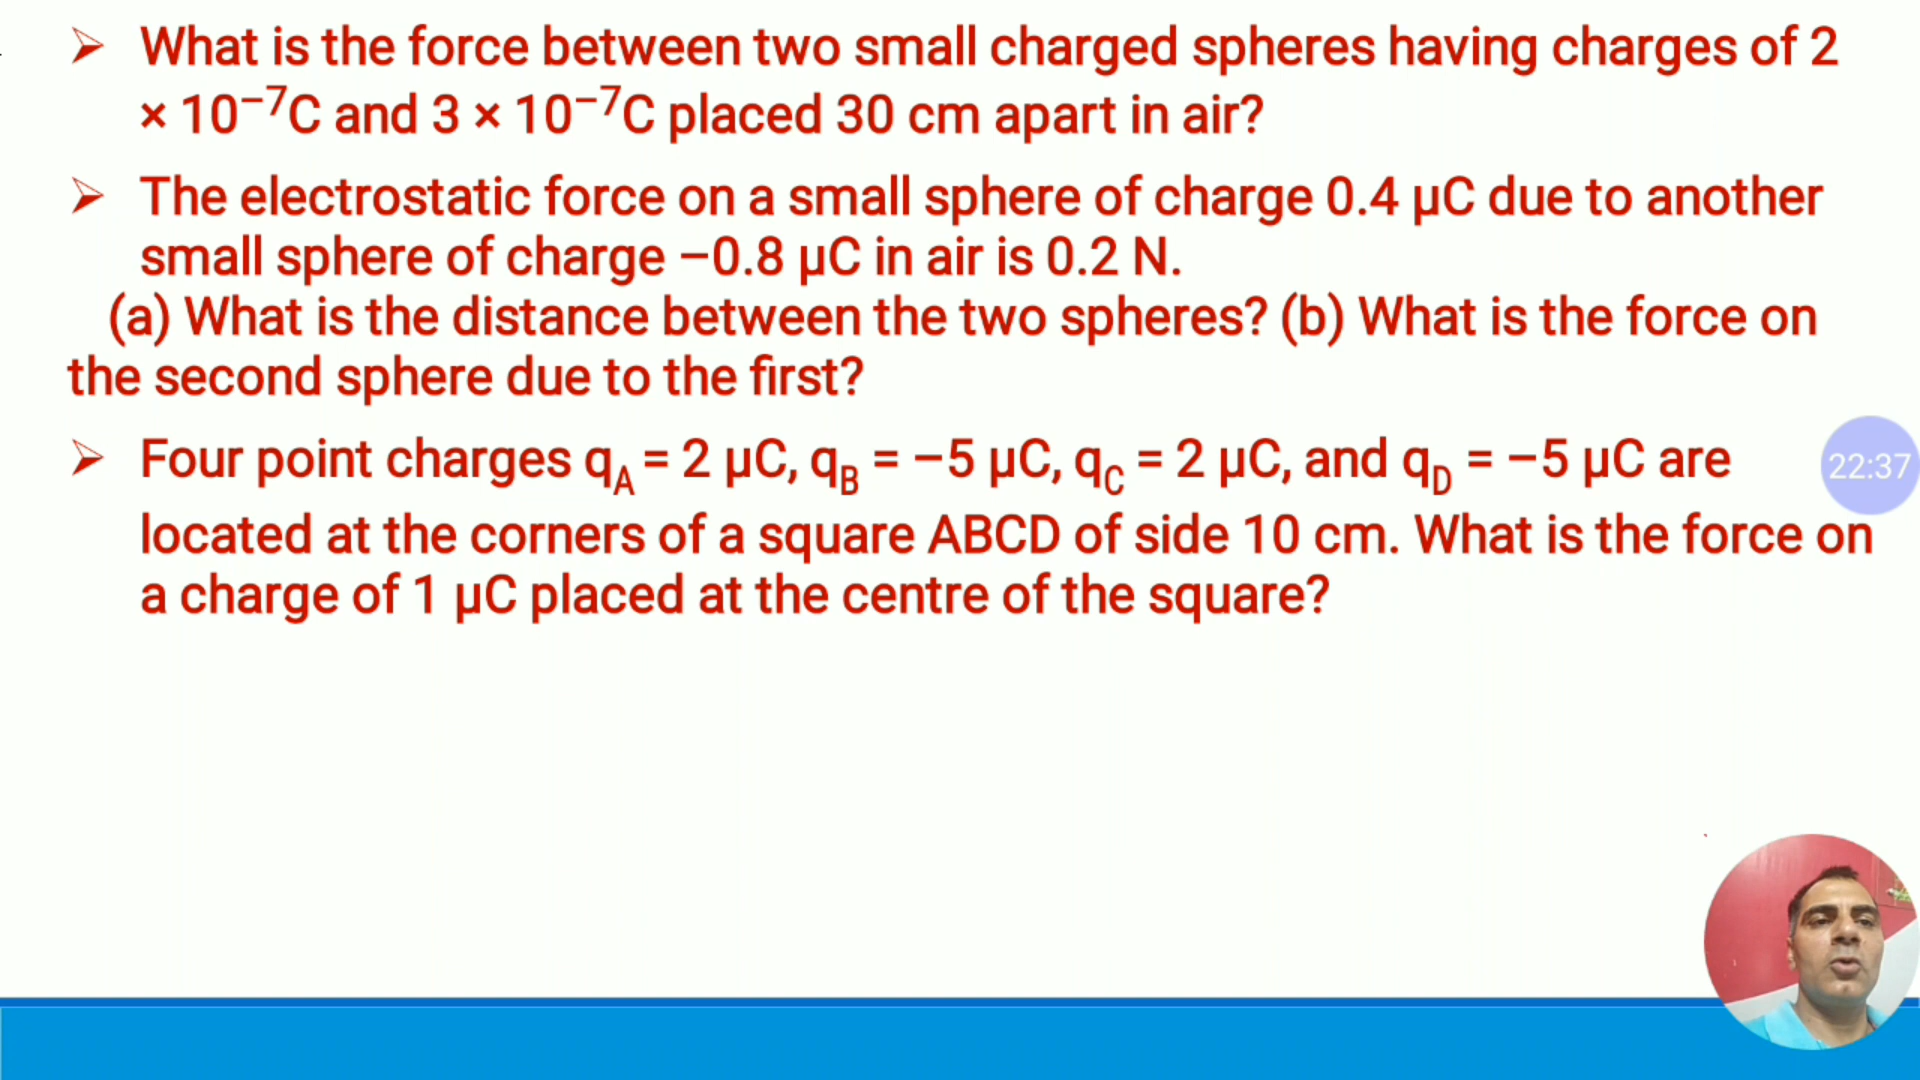 What is the force between two small charged spheres having charges of 2
× 10⁻⁷C and 3 × 10⁻⁷C placed 30 cm apart in air?
The electrostatic force on a small sphere of charge 0.4 µC due to another
small sphere of charge −0.8 µC in air is 0.2 N.
(a) What is the distance between the two spheres? (b) What is the force on
the second sphere due to the first?
Four point charges q_A = 2 µC, q_B = −5 µC, q_C = 2 µC, and q_D = −5 µC are
22:37
located at the corners of a square ABCD of side 10 cm. What is the force on
a charge of 1 µC placed at the centre of the square?